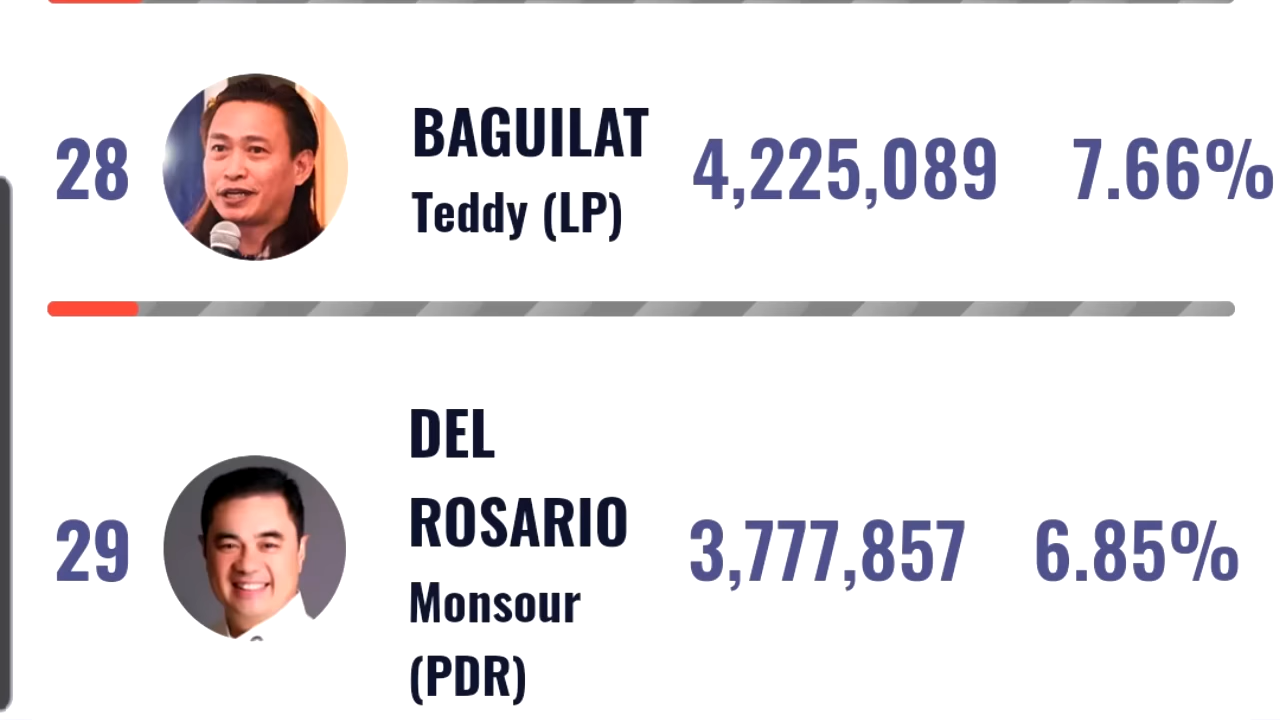 28 BAGUILAT 4,225,089 7.66%
Teddy (LP)
DEL
ROSARIO
29 3,777,857 6.85%
Monsour
(PDR)